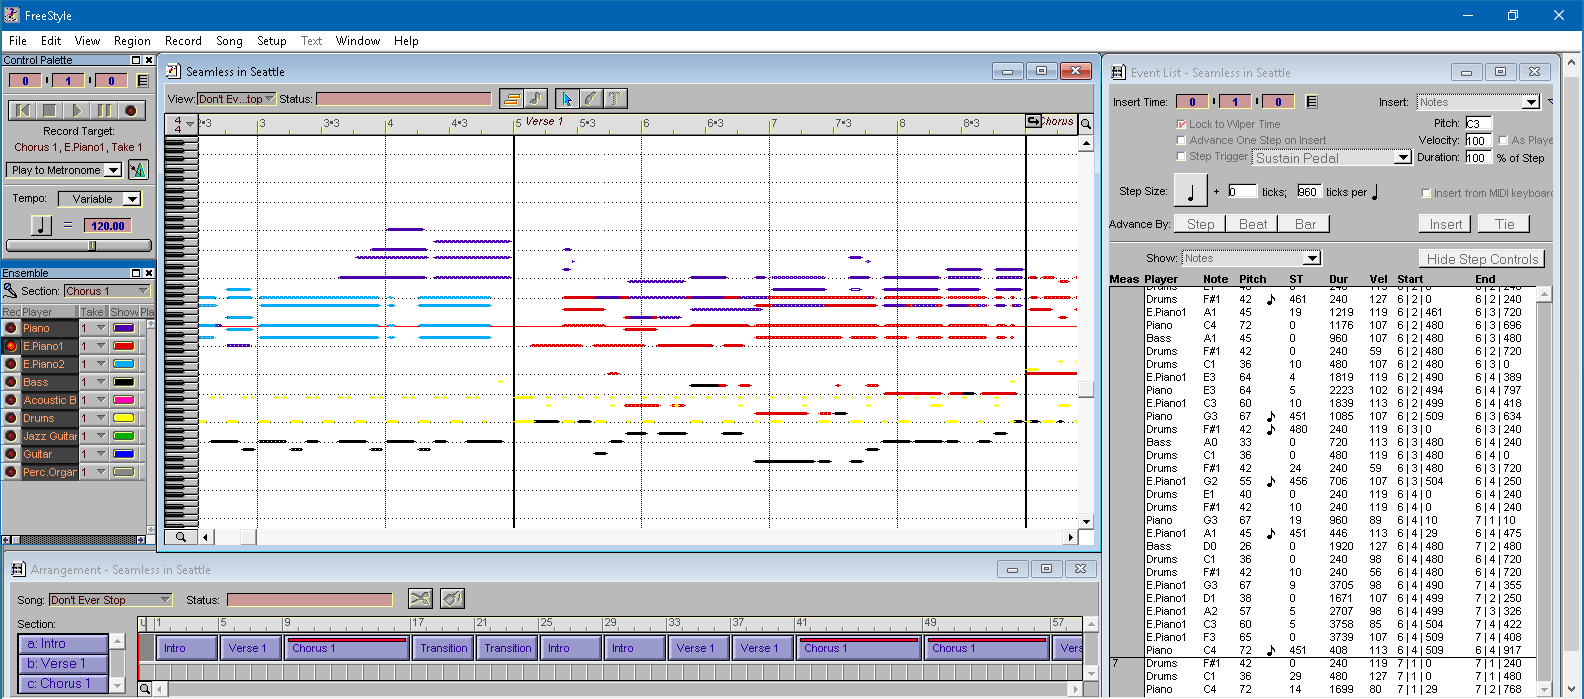 FreeStyle
File Edit View Region Record Song Setup Text Window Help
Control Palette
0 1 0
Record Target:
Chorus 1 , E.Piano1, Take 1
Play to Metronome
Tempo: Variable
= 120.00
Ensemble
Section: Chorus 1
Rec Player Take Show Pla
Piano 1
E.Piano1 1
E.Piano2 1
Bass 1
Acoustic B 1
Drums 1
Jazz Guitar 1
Guitar 1
Perc.Organ 1
Seamless in Seattle
View: Don't Ev...top Status:
4 4 2•3 3 3•3 4 4•3 5 Verse 1 5•3 6 6•3 7 7•3 8 8•3 Chorus
Arrangement - Seamless in Seattle
Song: Don't Ever Stop Status:
Section:
a: Intro
b: Verse 1
c: Chorus 1
1 5 9 17 21 25 29 33 37 41 49 57
Intro Verse 1 Chorus 1 Transition Transition Intro Intro Verse 1 Verse 1 Chorus 1 Chorus 1 Vers
Event List - Seamless in Seattle
Insert Time: 0 1 0 Insert: Notes
Lock to Wiper Time Pitch: C3
Advance One Step on Insert Velocity: 100 As Playe
Step Trigger Sustain Pedal Duration: 100 % of Step
Step Size: + 0 ticks; 960 ticks per Insert from MIDI keyboard
Advance By: Step Beat Bar Insert Tie
Show: Notes Hide Step Controls
Meas Player Note Pitch ST Dur Vel Start End
Drums F#1 42 461 240 127 6|2|0 6|2|240
E.Piano1 A1 45 19 1219 119 6|2|461 6|3|720
Piano C4 72 0 1176 107 6|2|480 6|3|696
Bass A1 45 0 960 107 6|2|480 6|3|480
Drums F#1 42 0 240 59 6|2|480 6|2|720
Drums C1 36 10 480 107 6|2|480 6|3|0
E.Piano1 E3 64 4 1819 119 6|2|490 6|4|389
Piano E3 64 5 2223 102 6|2|494 6|4|797
E.Piano1 C3 60 10 1839 113 6|2|499 6|4|418
Piano G3 67 451 1085 107 6|2|509 6|3|634
Drums F#1 42 480 240 119 6|3|0 6|3|240
Bass A0 33 0 720 113 6|3|480 6|4|240
Drums C1 36 0 480 119 6|3|480 6|4|0
Drums F#1 42 24 240 59 6|3|480 6|3|720
E.Piano1 G2 55 456 706 107 6|3|504 6|4|250
Drums E1 40 0 240 119 6|4|0 6|4|240
Drums F#1 42 10 240 119 6|4|0 6|4|240
Piano G3 67 19 960 89 6|4|10 7|1|10
E.Piano1 A1 45 451 446 113 6|4|29 6|4|475
Bass D0 26 0 1920 127 6|4|480 7|2|480
Drums C1 36 0 240 98 6|4|480 6|4|720
Drums F#1 42 10 240 56 6|4|480 6|4|720
E.Piano1 G3 67 9 3705 98 6|4|490 7|4|355
E.Piano1 D1 38 0 1671 107 6|4|499 7|2|250
E.Piano1 A2 57 5 2707 98 6|4|499 7|3|326
E.Piano1 C3 60 5 3758 85 6|4|504 7|4|422
E.Piano1 F3 65 0 3739 107 6|4|509 7|4|408
Piano C4 72 451 408 113 6|4|509 6|4|917
7 Drums F#1 42 0 240 119 7|1|0 7|1|240
Drums C1 36 29 480 127 7|1|0 7|1|480
Piano C4 72 14 1699 80 7|1|29 7|2|768